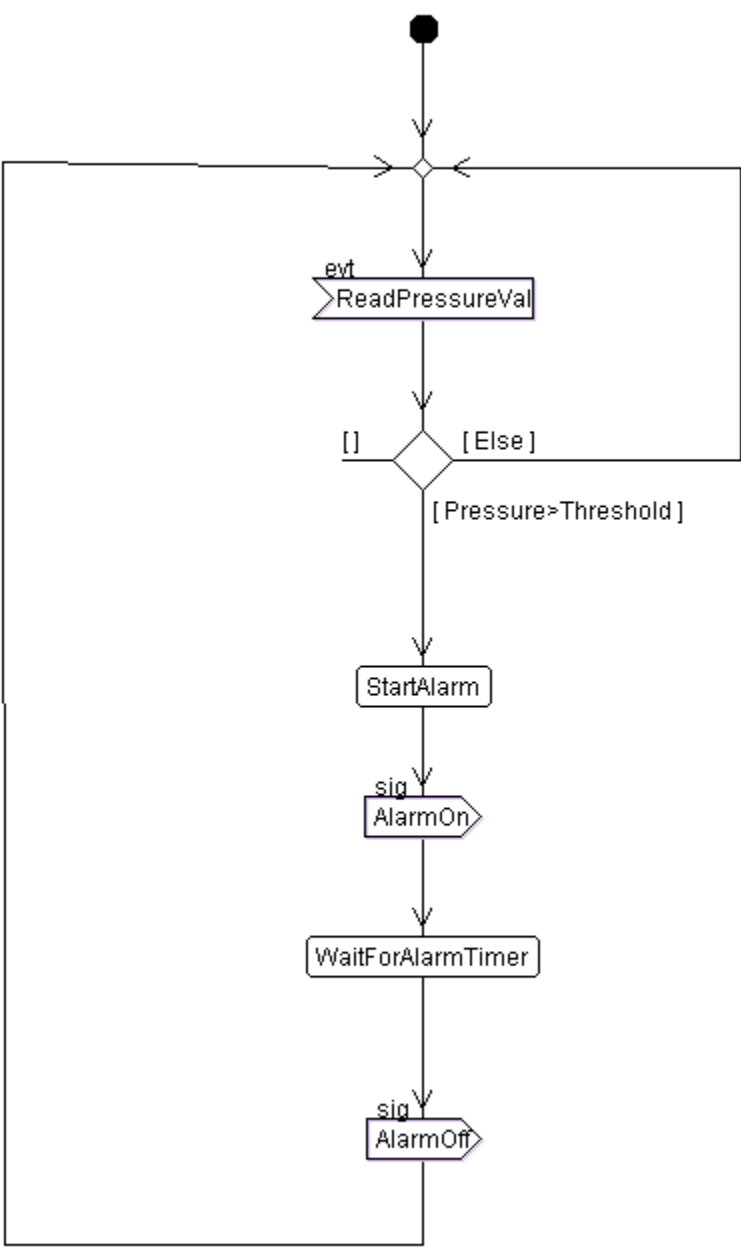 evt
ReadPressureVal
[ ]
[ Else ]
[ Pressure>Threshold ]
StartAlarm
sig
AlarmOn
WaitForAlarmTimer
sig
AlarmOff